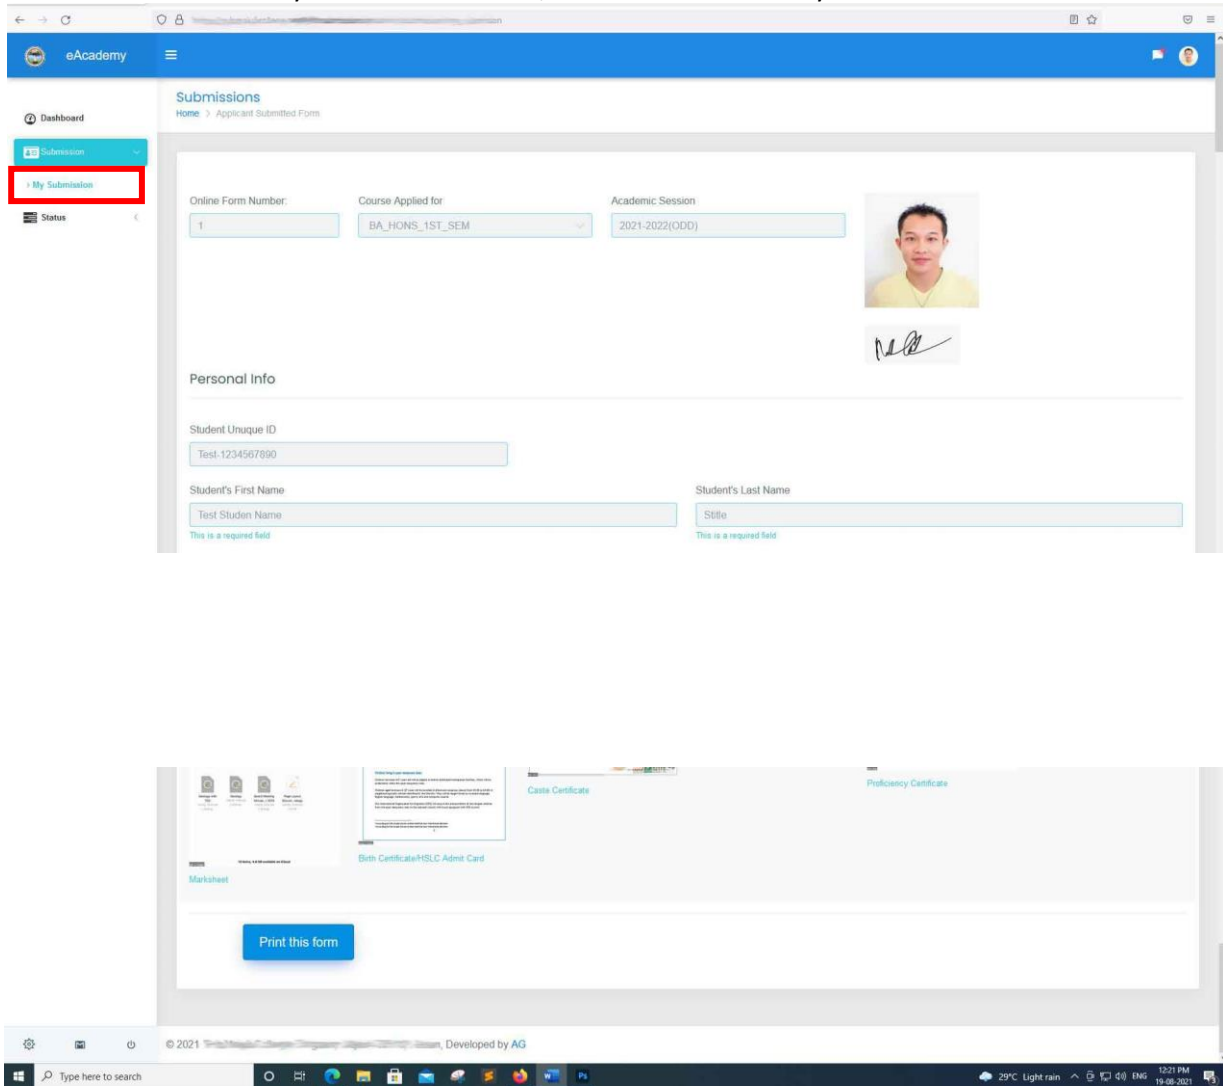 eAcademy
Submissions
Home > Applicant Submitted Form
Dashboard
Submission
› My Submission
Status
Online Form Number:
Course Applied for
Academic Session
1
BA_HONS_1ST_SEM
2021-2022(ODD)
Personal Info
Student Unuque ID
Test-1234567890
Student's First Name
Student's Last Name
Test Studen Name
Stitle
This is a required field
This is a required field
Caste Certificate
Proficiency Certificate
Birth Certificate/HSLC Admit Card
Marksheet
Print this form
© 2021
, Developed by AG
Type here to search
29°C Light rain
ENG
12:21 PM
19-08-2021